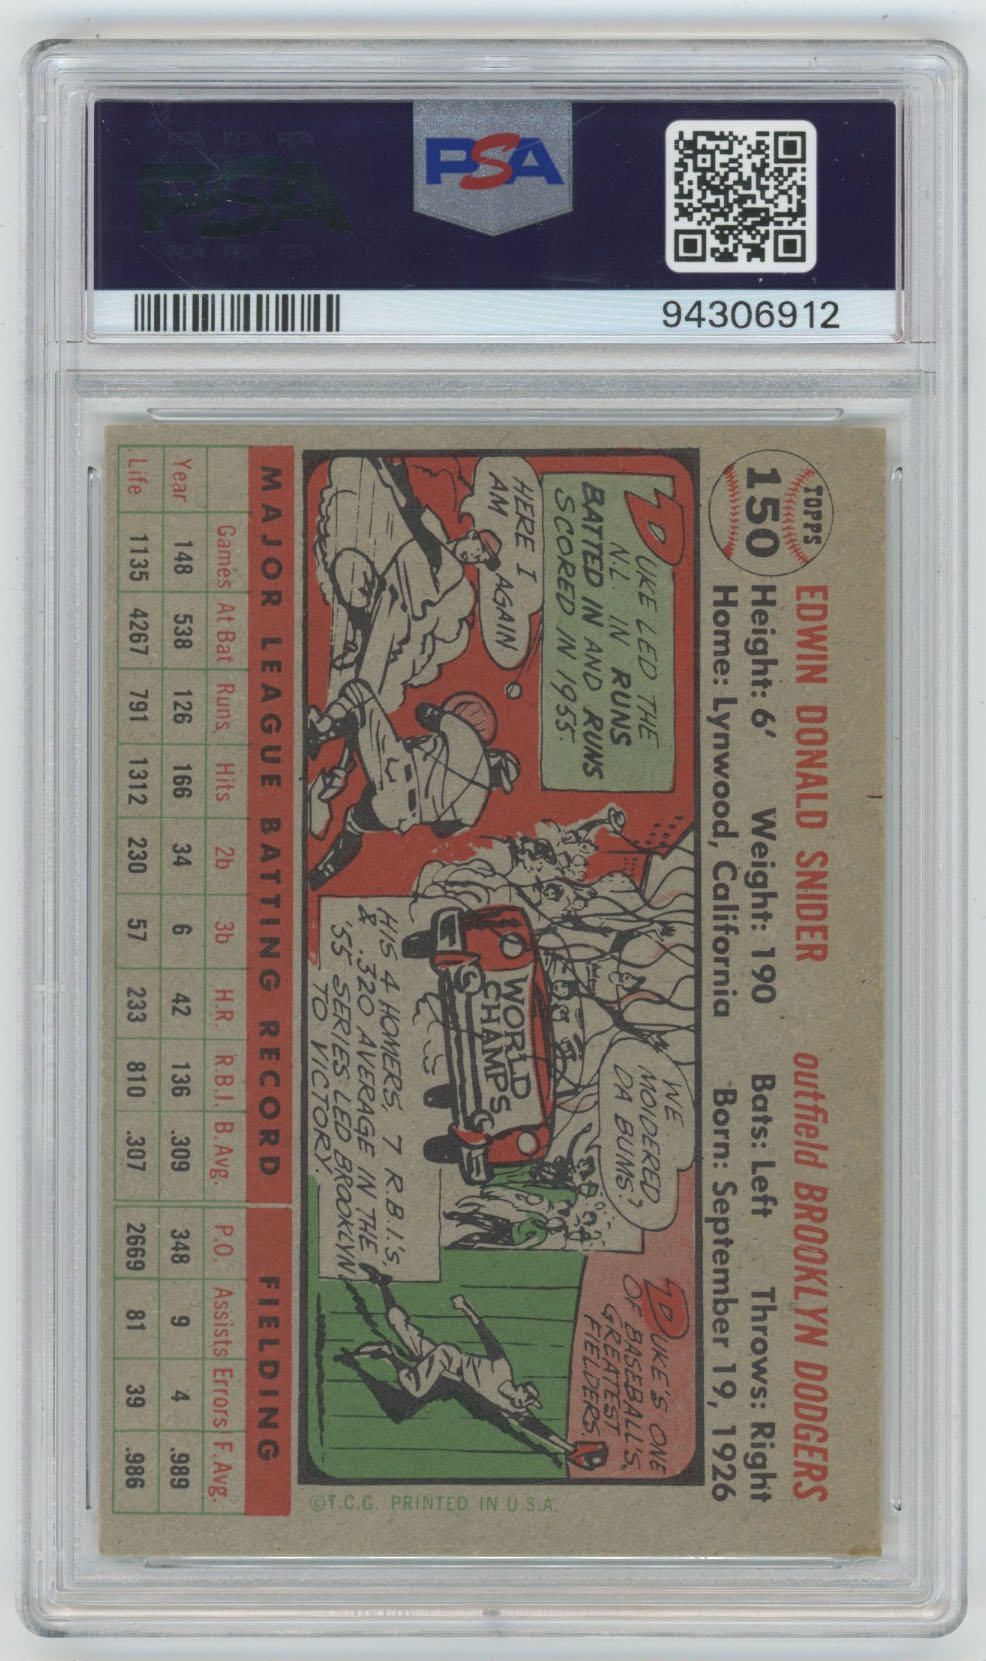 PSA
PSA
94306912
TOPPS
150
EDWIN DONALD SNIDER outfield BROOKLYN DODGERS
Height: 6' Weight: 190 Bats: Left Throws: Right
Home: Lynwood, California Born: September 19, 1926
DUKE LED THE
N.L. IN RUNS
BATTED IN AND RUNS
SCORED IN 1955.
HERE I
AM AGAIN
WE
MOIDERED
DA BUMS?
WORLD
CHAMPS
HIS 4 HOMERS, 7 R.B.I.'S,
& .320 AVERAGE IN THE
'55 SERIES LED BROOKLYN
TO VICTORY.
DUKE'S ONE
OF BASEBALL'S
GREATEST
FIELDERS.
©T.C.G. PRINTED IN U.S.A.
MAJOR LEAGUE BATTING RECORD FIELDING
Games At Bat Runs Hits 2b 3b H.R. R.B.I. B. Avg. P.O. Assists Errors F. Avg.
Year 148 538 126 166 34 6 42 136 .309 348 9 4 .989
Life 1135 4267 791 1312 230 57 233 810 .307 2669 81 39 .986